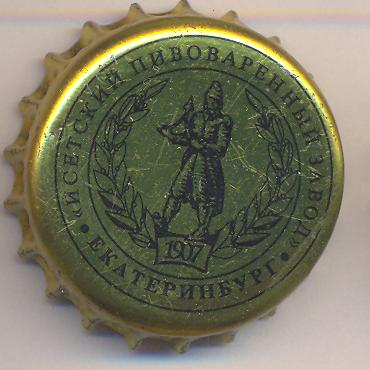 «ИСЕТСКИЙ ПИВОВАРЕННЫЙ ЗАВОД»
• ЕКАТЕРИНБУРГ •
1907